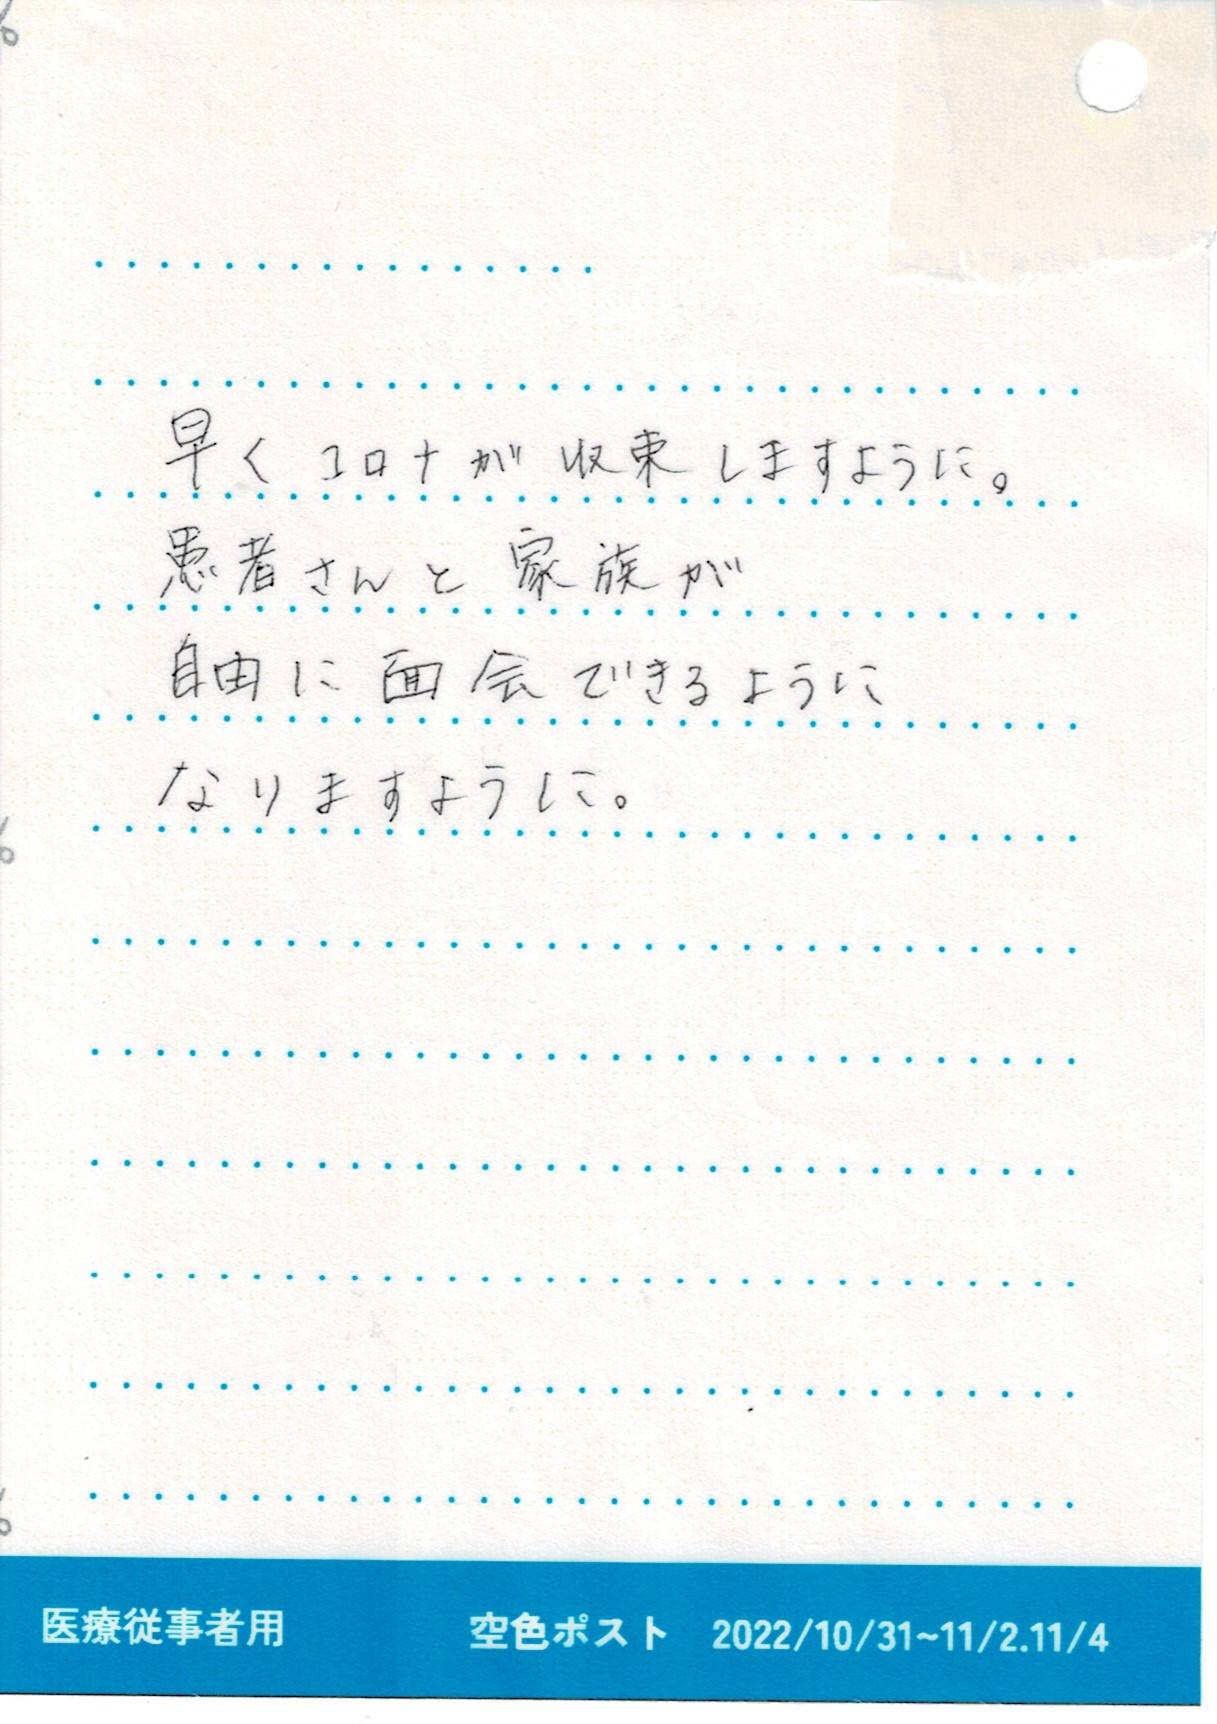 早くコロナが収束しますように。
患者さんと家族が
自由に面会できるように
なりますように。
医療従事者用 空色ポスト 2022/10/31~11/2.11/4